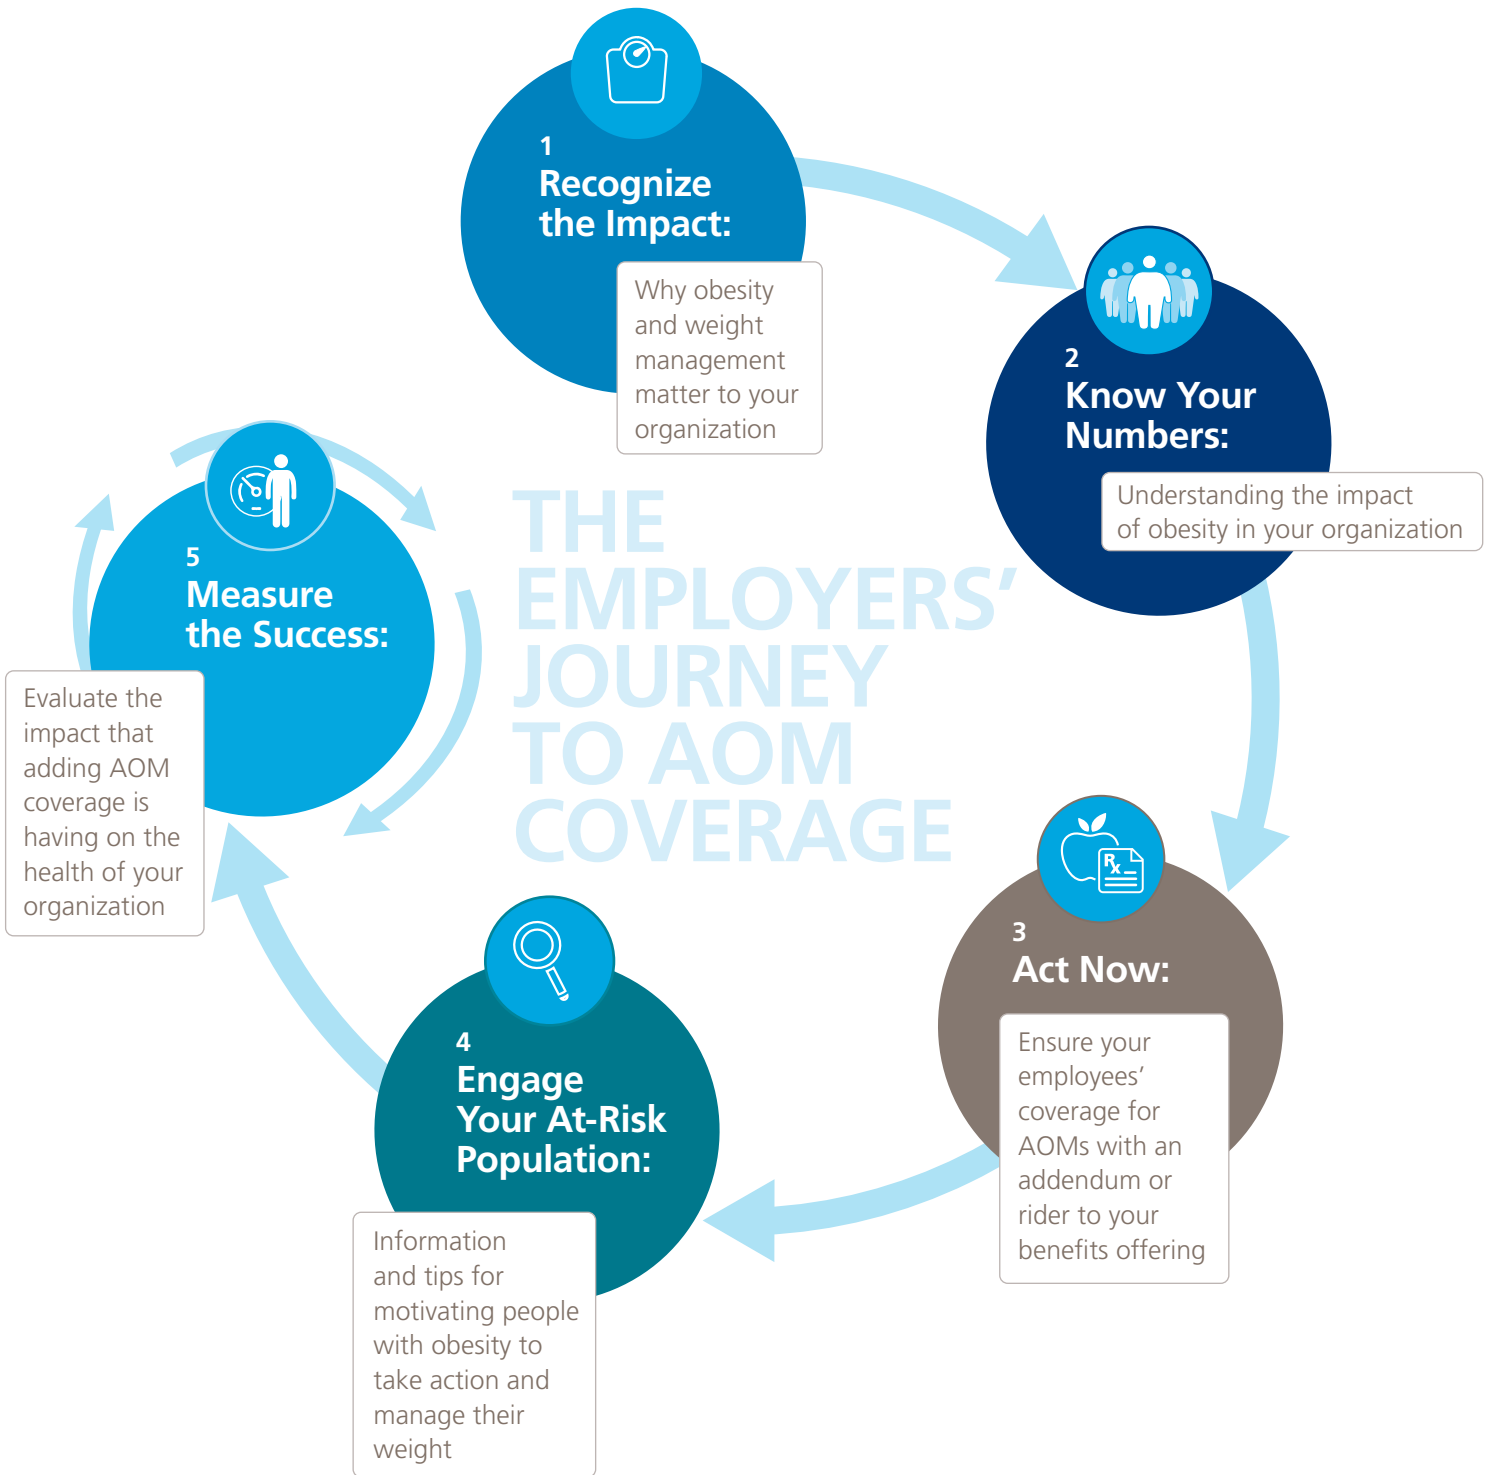 1
Recognize
the Impact:
Why obesity
and weight
management
matter to your
organization
2
Know Your
Numbers:
Understanding the impact
of obesity in your organization
3
Act Now:
Rx
Ensure your
employees’
coverage for
AOMs with an
addendum or
rider to your
benefits offering
4
Engage
Your At-Risk
Population:
Information
and tips for
motivating people
with obesity to
take action and
manage their
weight
5
Measure
the Success:
Evaluate the
impact that
adding AOM
coverage is
having on the
health of your
organization
THE
EMPLOYERS’
JOURNEY
TO AOM
COVERAGE